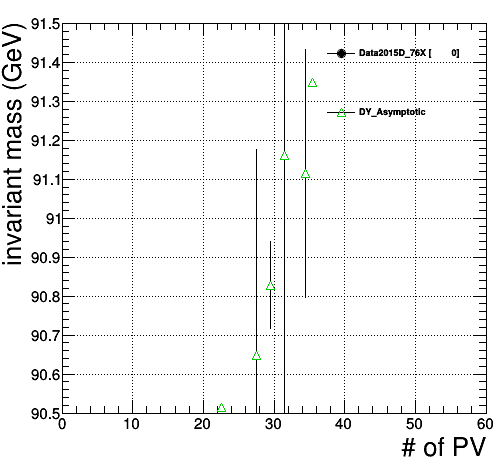 invariant mass (GeV)
91.5
91.4
91.3
91.2
91.1
91
90.9
90.8
90.7
90.6
90.5
Data2015D_76X [ 0]
DY_Asymptotic
0 10 20 30 40 50 60
# of PV